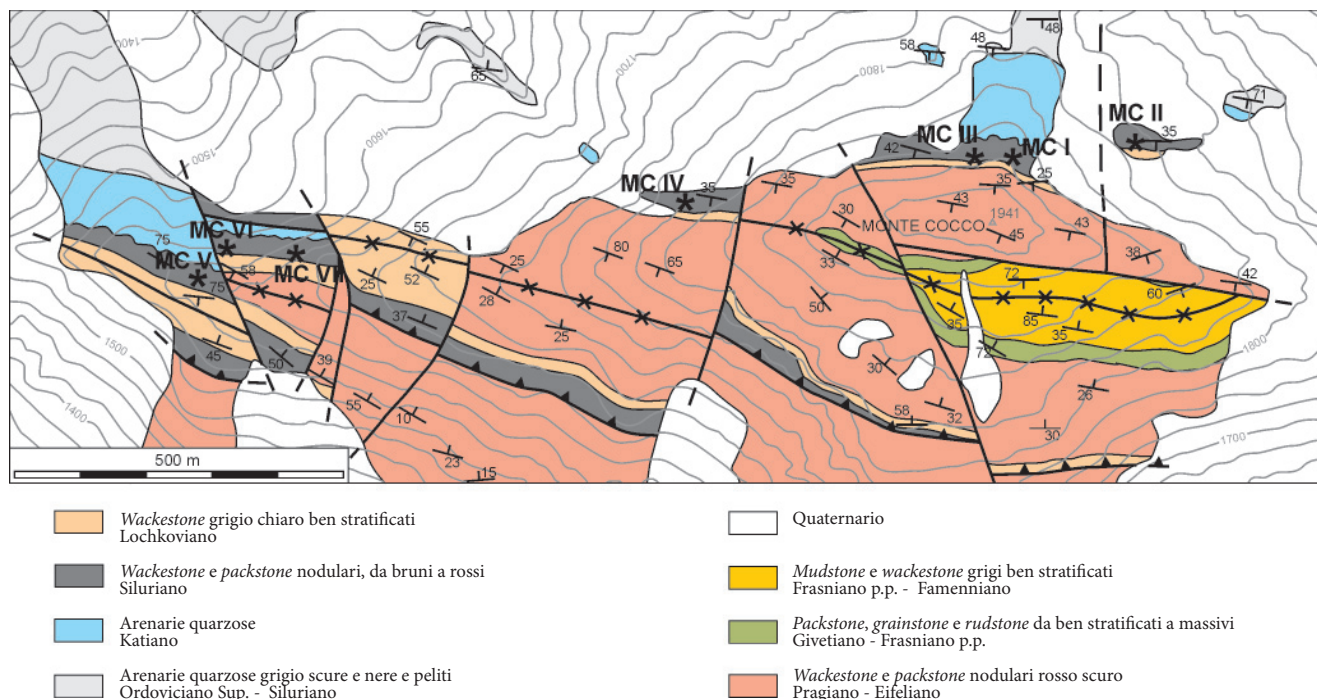 1400
48
48
58
65
1700
1800
71
MC II
35
1500
1600
42
MC III
MC I
25
35
MC IV
35
35
43
30
MONTE COCCO
1941
45
43
38
55
75
MC VI
MC V
58
MC VII
75
25
52
25
28
80
65
33
72
60
42
50
35
85
35
37
25
72
1800
1500
45
50
39
30
26
55
10
58
32
30
1400
1700
23
15
500 m
Wackestone grigio chiaro ben stratificati
Lochkoviano
Wackestone e packstone nodulari, da bruni a rossi
Siluriano
Arenarie quarzose
Katiano
Arenarie quarzose grigio scure e nere e peliti
Ordoviciano Sup. - Siluriano
Quaternario
Mudstone e wackestone grigi ben stratificati
Frasniano p.p. - Famenniano
Packstone, grainstone e rudstone da ben stratificati a massivi
Givetiano - Frasniano p.p.
Wackestone e packstone nodulari rosso scuro
Pragiano - Eifeliano